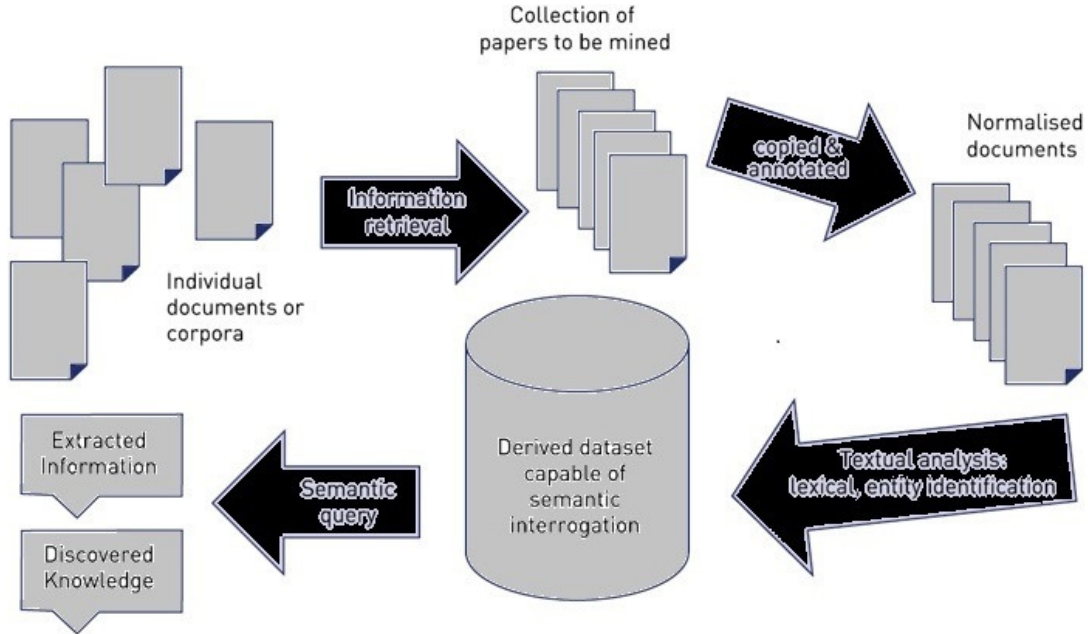 Collection of
papers to be mined
Information
retrieval
copied &
annotated
Normalised
documents
Individual
documents or
corpora
Textual analysis:
lexical, entity identification
Derived dataset
capable of
semantic
interrogation
Semantic
query
Extracted
Information
Discovered
Knowledge